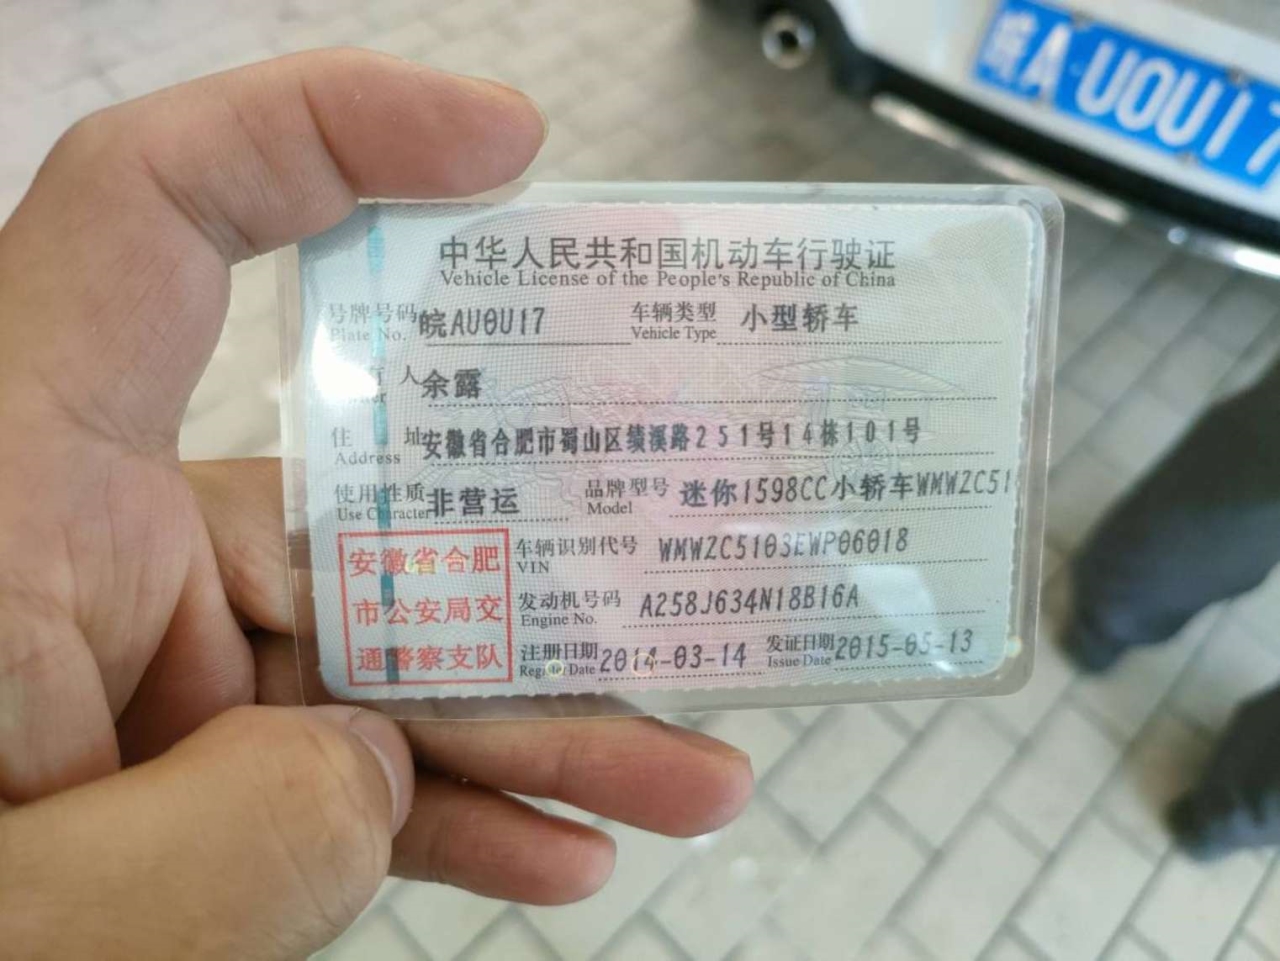 皖A·U0U17
中华人民共和国机动车行驶证
Vehicle License of the People's Republic of China
号牌号码 皖AU0U17 车辆类型 小型轿车
Plate No. Vehicle Type
人 余露
住 址 安徽省合肥市蜀山区绩溪路251号14栋101号
Address
使用性质 非营运 品牌型号 迷你1598CC小轿车WMWZC51
Use Character Model
安徽省合肥
市公安局交
通警察支队
车辆识别代号 WMWZC5103EWP06018
VIN
发动机号码 A258J634N18B16A
Engine No.
注册日期 2014-03-14 发证日期 2015-05-13
Register Date Issue Date